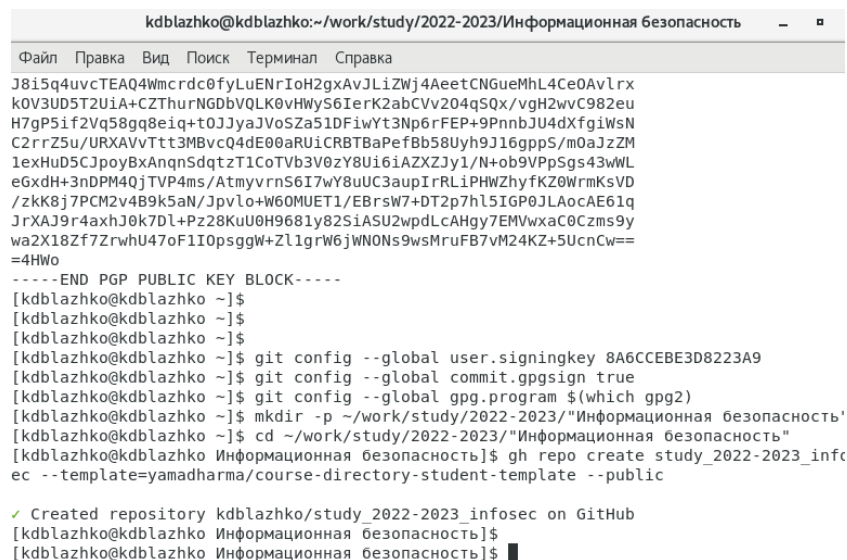 kdblazhko@kdblazhko:~/work/study/2022-2023/Информационная безопасность
Файл Правка Вид Поиск Терминал Справка
J8i5q4uvcTEAQ4Wmcrdc0fyLuENrIoH2gxAvJLiZWj4AeetCNGueMhL4CeOAvlrx
kOV3UD5T2UiA+CZThurNGDbVQLK0vHWyS6IerK2abCVv2O4qSQx/vgH2wvC982eu
H7gP5if2Vq58gq8eiq+tOJJyaJVoSZa51DFiwYt3Np6rFEP+9PnnbJU4dXfgiWsN
C2rrZ5u/URXAVvTtt3MBvcQ4dE00aRUiCRBTBaPefBb58Uyh9J16gppS/mOaJzZM
1exHuD5CJpoyBxAnqnSdqtzT1CoTVb3V0zY8Ui6iAZXZJy1/N+ob9VPpSgs43wWL
eGxdH+3nDPM4QjTVP4ms/AtmyvrnS6I7wY8uUC3aupIrRLiPHWZhyfKZ0WrmKsVD
/zkK8j7PCM2v4B9k5aN/Jpvlo+W6OMUET1/EBrsW7+DT2p7hl5IGP0JLAocAE61q
JrXAJ9r4axhJ0k7Dl+Pz28KuU0H9681y82SiASU2wpdLcAHgy7EMVwxaC0Czms9y
wa2X18Zf7ZrwhU47oF1IOpsggW+Zl1grW6jWNONs9wsMruFB7vM24KZ+5UcnCw==
=4HWo
-----END PGP PUBLIC KEY BLOCK-----
[kdblazhko@kdblazhko ~]$
[kdblazhko@kdblazhko ~]$
[kdblazhko@kdblazhko ~]$
[kdblazhko@kdblazhko ~]$ git config --global user.signingkey 8A6CCEBE3D8223A9
[kdblazhko@kdblazhko ~]$ git config --global commit.gpgsign true
[kdblazhko@kdblazhko ~]$ git config --global gpg.program $(which gpg2)
[kdblazhko@kdblazhko ~]$ mkdir -p ~/work/study/2022-2023/"Информационная безопасность"
[kdblazhko@kdblazhko ~]$ cd ~/work/study/2022-2023/"Информационная безопасность"
[kdblazhko@kdblazhko Информационная безопасность]$ gh repo create study_2022-2023_infos
ec --template=yamadharma/course-directory-student-template --public
✓ Created repository kdblazhko/study_2022-2023_infosec on GitHub
[kdblazhko@kdblazhko Информационная безопасность]$
[kdblazhko@kdblazhko Информационная безопасность]$